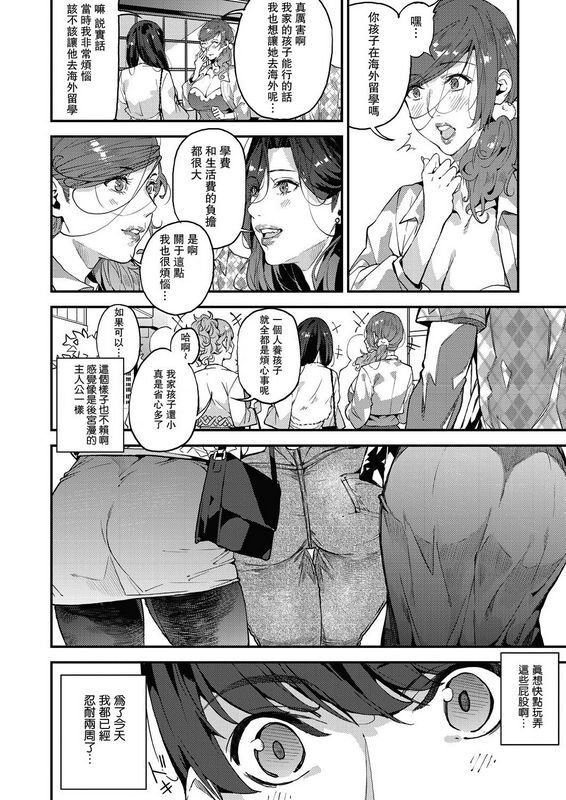 嘿…
你孩子在海外留學嗎
真厲害啊
我家的孩子能行的話
我也想讓她去海外呢…
嘛 說實話
當時我非常煩惱
該不該讓他去海外留學
學費
和生活費的負擔
都很大
是啊
關于這點
我也很煩惱…
一個人養孩子
就全都是煩心事呢
我家孩子還小
真是省心多了
哈啊~
如果可以…
這個樣子也不賴啊
感覺像是後宮漫的
主人公一樣
真想快點玩弄
這些屁股啊…
為了今天
我都已經
忍耐兩周了…